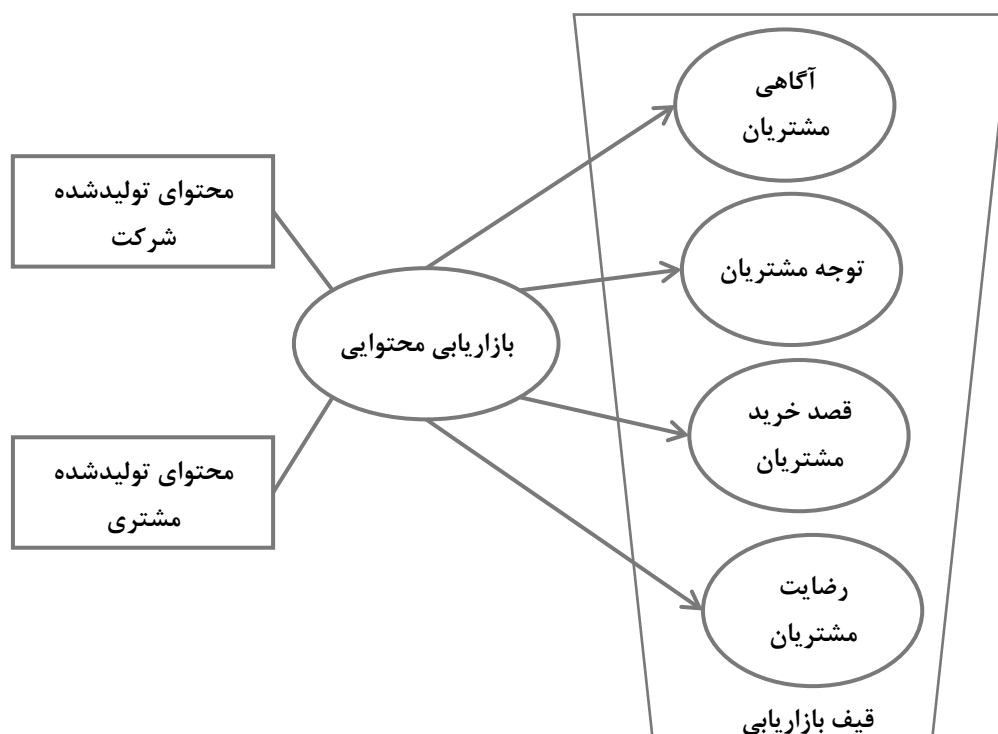 آگاهی
مشتریان
محتوای تولیدشده
شرکت
توجه مشتریان
بازاریابی محتوایی
قصد خرید
مشتریان
محتوای تولیدشده
مشتری
رضایت
مشتریان
قیف بازاریابی